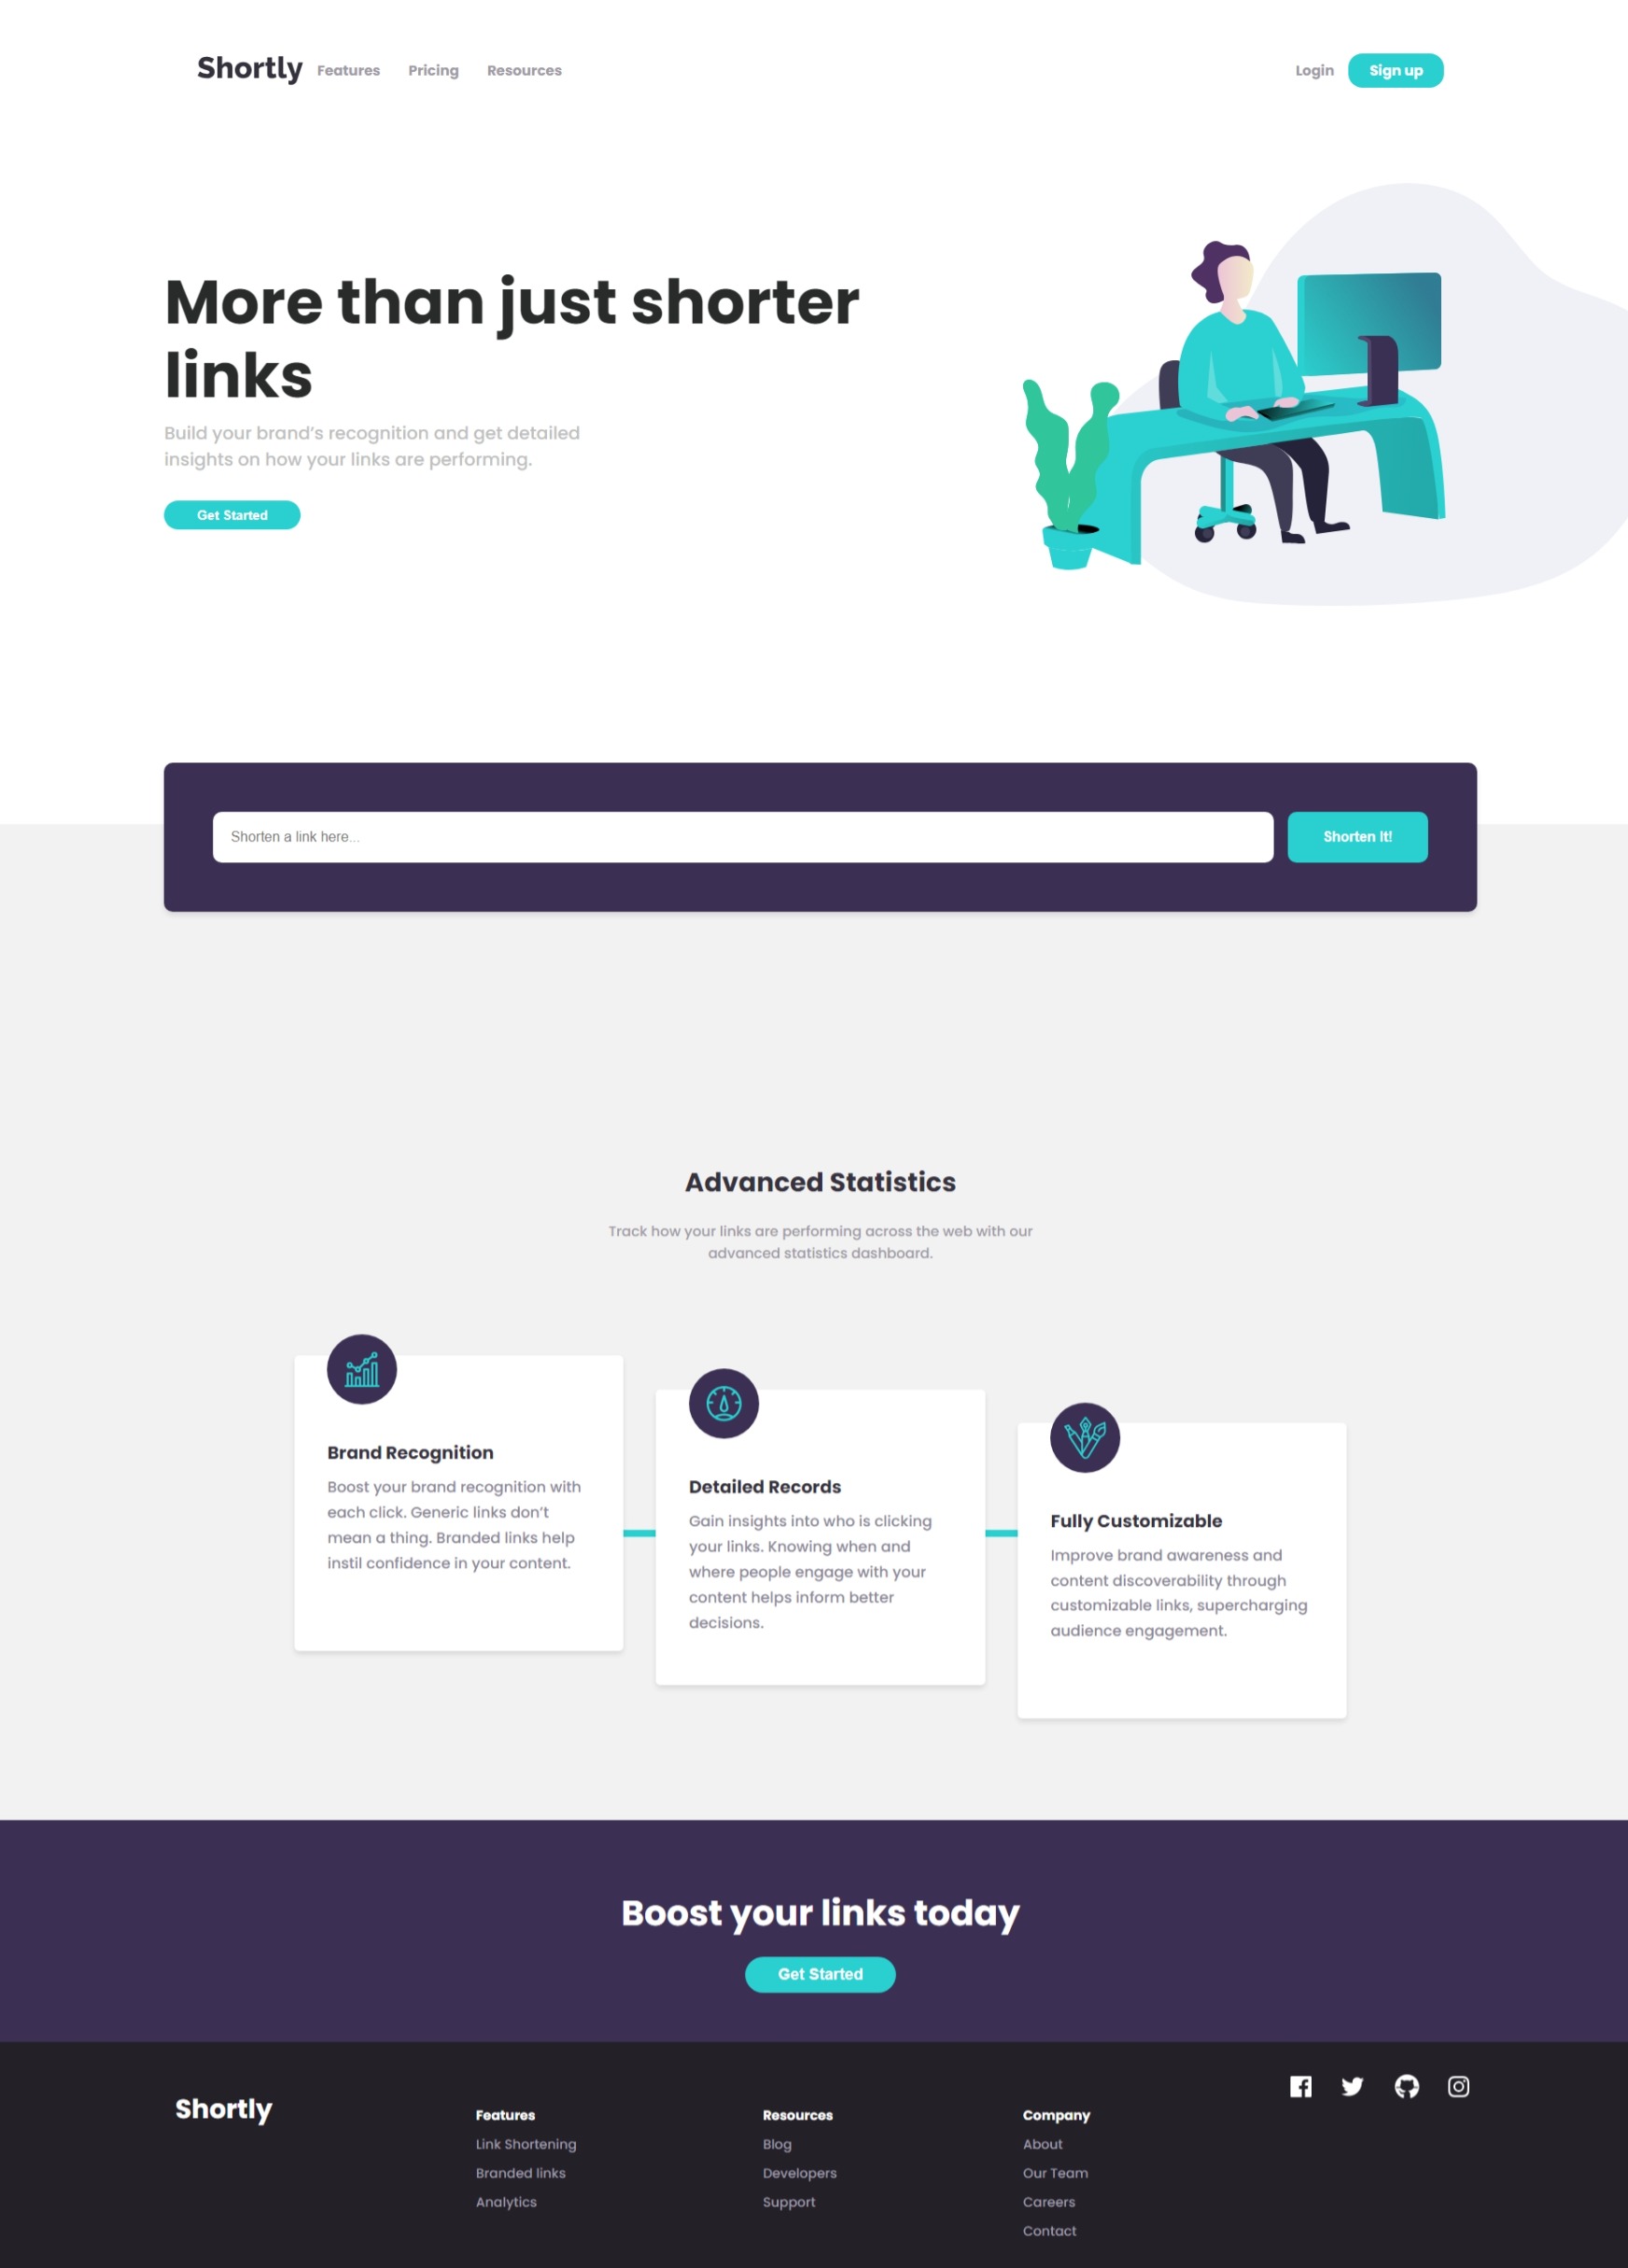 Shortly Features Pricing Resources Login Sign up
More than just shorter
links
Build your brand’s recognition and get detailed
insights on how your links are performing.
Get Started
Shorten a link here...
Shorten It!
Advanced Statistics
Track how your links are performing across the web with our
advanced statistics dashboard.
Brand Recognition
Boost your brand recognition with
each click. Generic links don’t
mean a thing. Branded links help
instil confidence in your content.
Detailed Records
Gain insights into who is clicking
your links. Knowing when and
where people engage with your
content helps inform better
decisions.
Fully Customizable
Improve brand awareness and
content discoverability through
customizable links, supercharging
audience engagement.
Boost your links today
Get Started
Shortly
Features
Link Shortening
Branded links
Analytics
Resources
Blog
Developers
Support
Company
About
Our Team
Careers
Contact